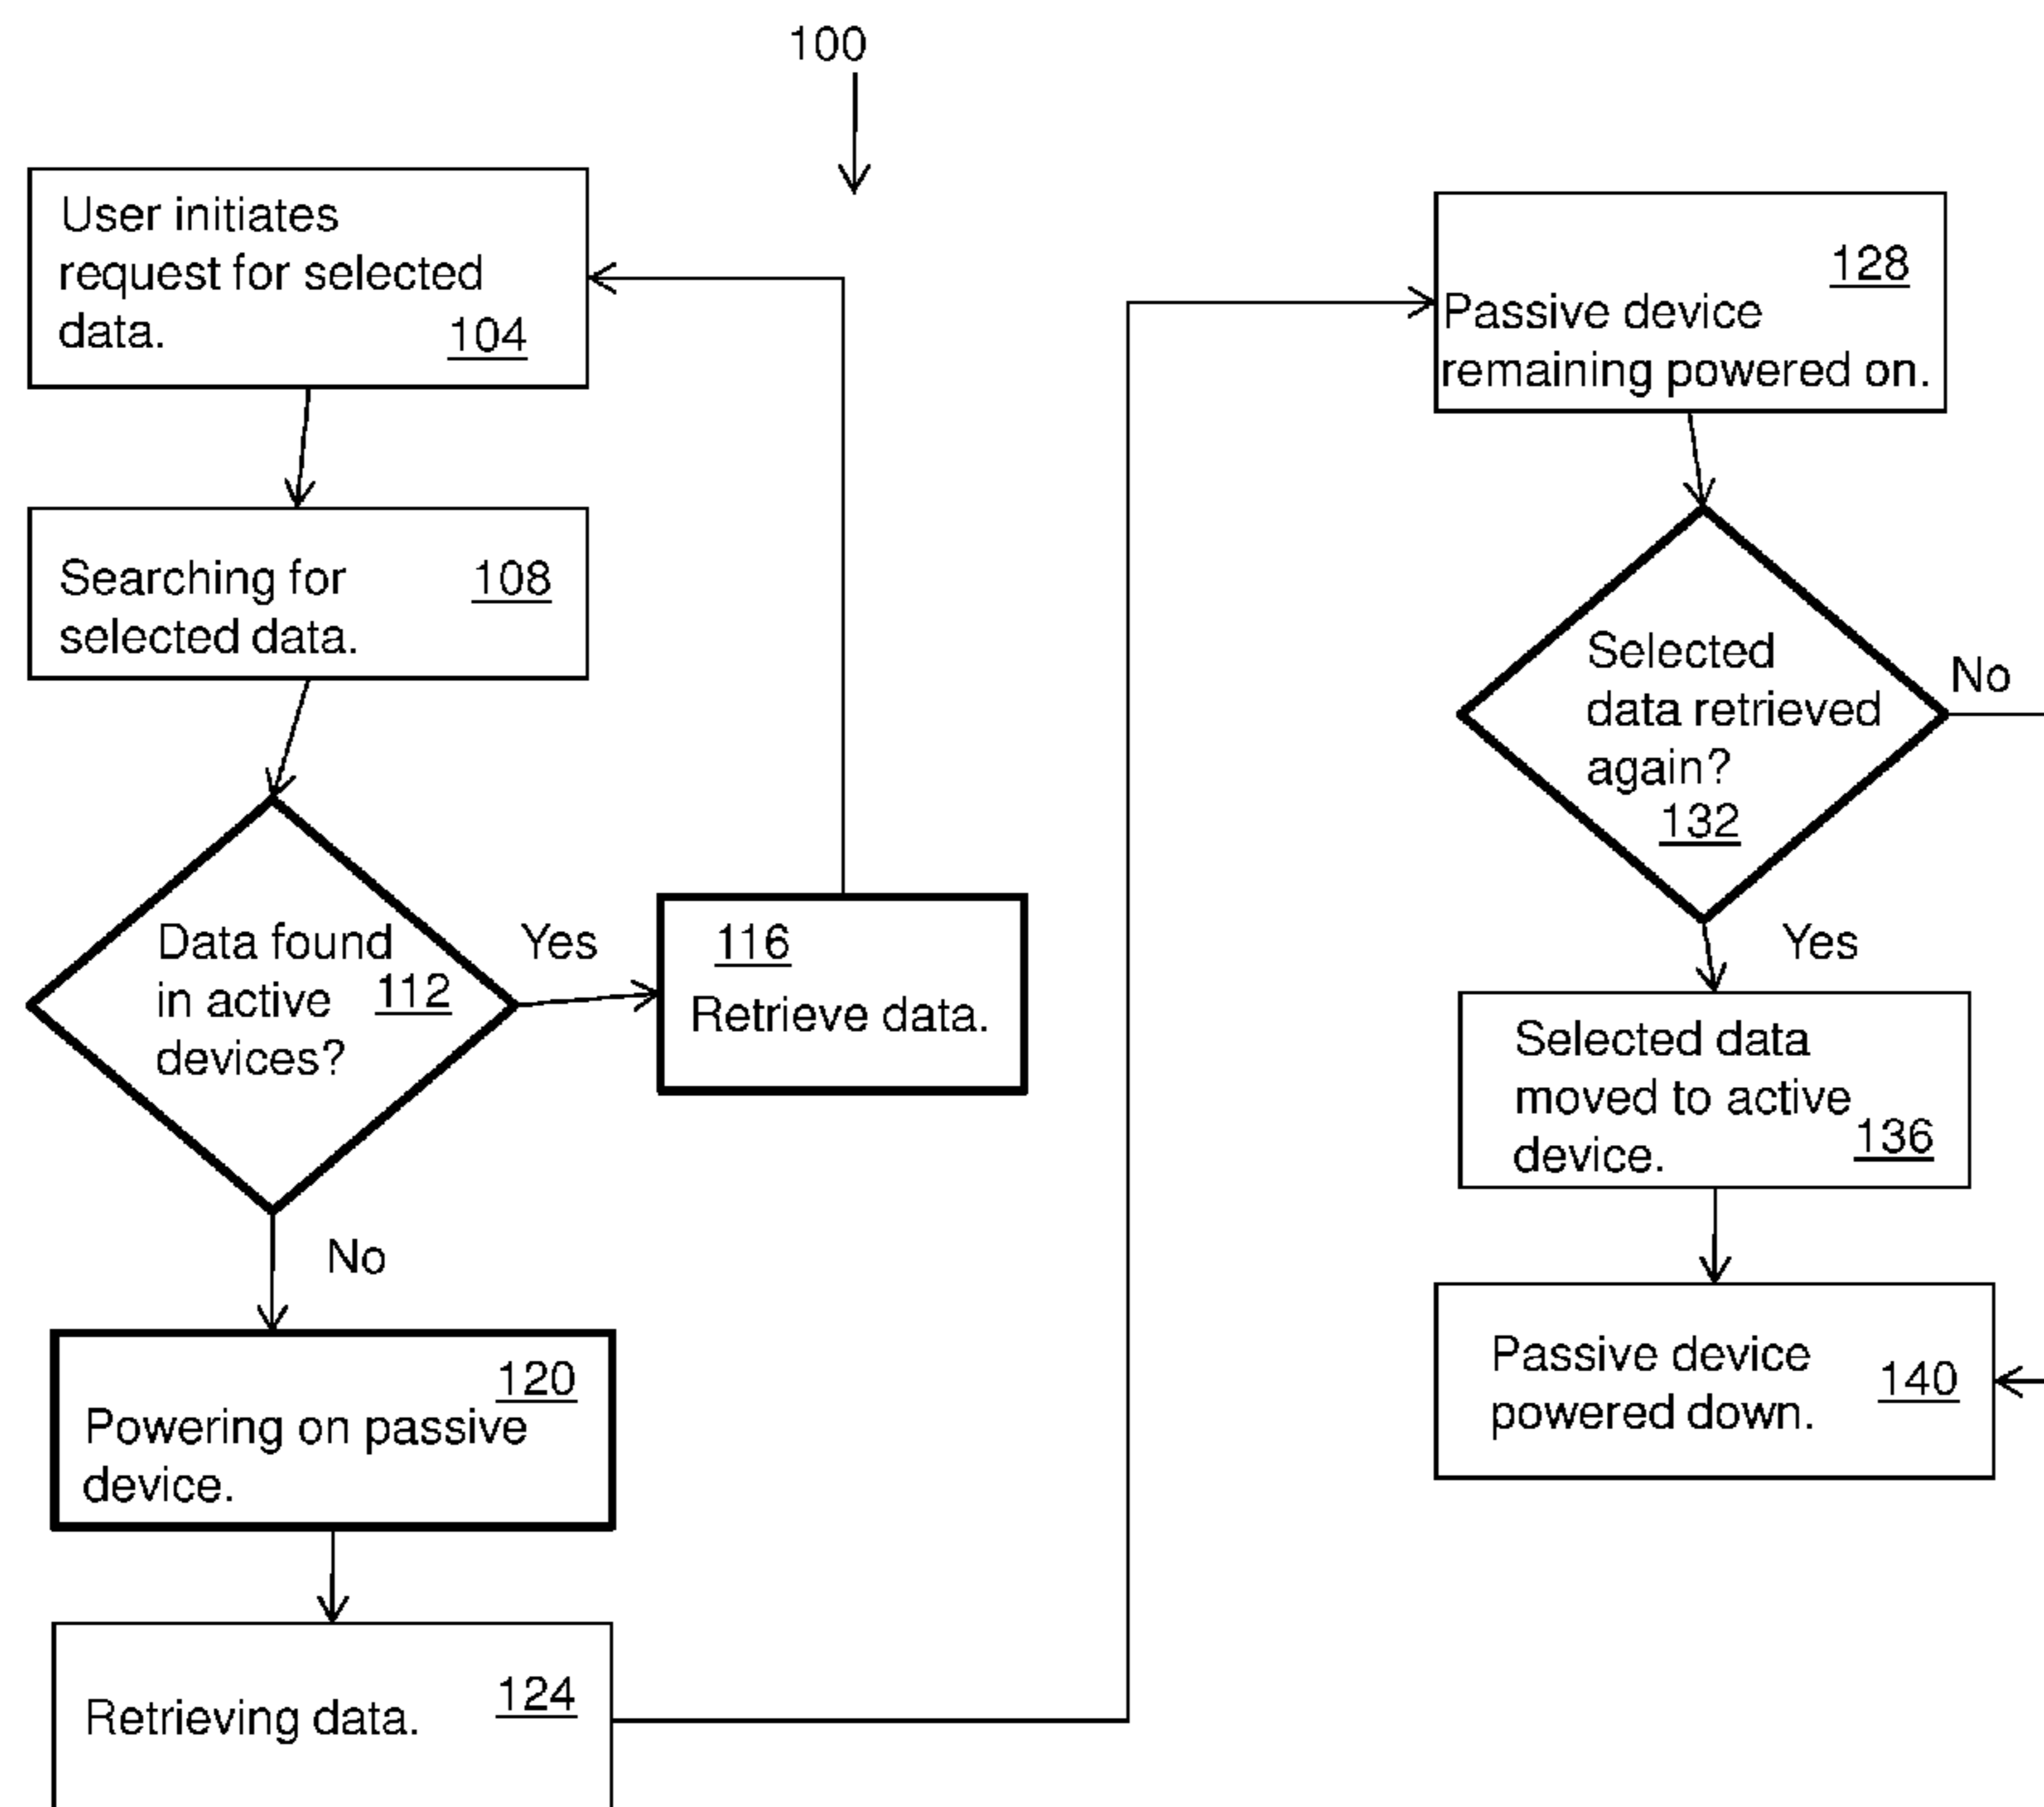 100
User initiates
request for selected
data.
104
Searching for
108
selected data.
Data found
in active
112
devices?
Yes
116
Retrieve data.
No
120
Powering on passive
device.
Retrieving data.
124
128
Passive device
remaining powered on.
Selected
data retrieved
again?
132
No
Yes
Selected data
moved to active
136
device.
Passive device
140
powered down.